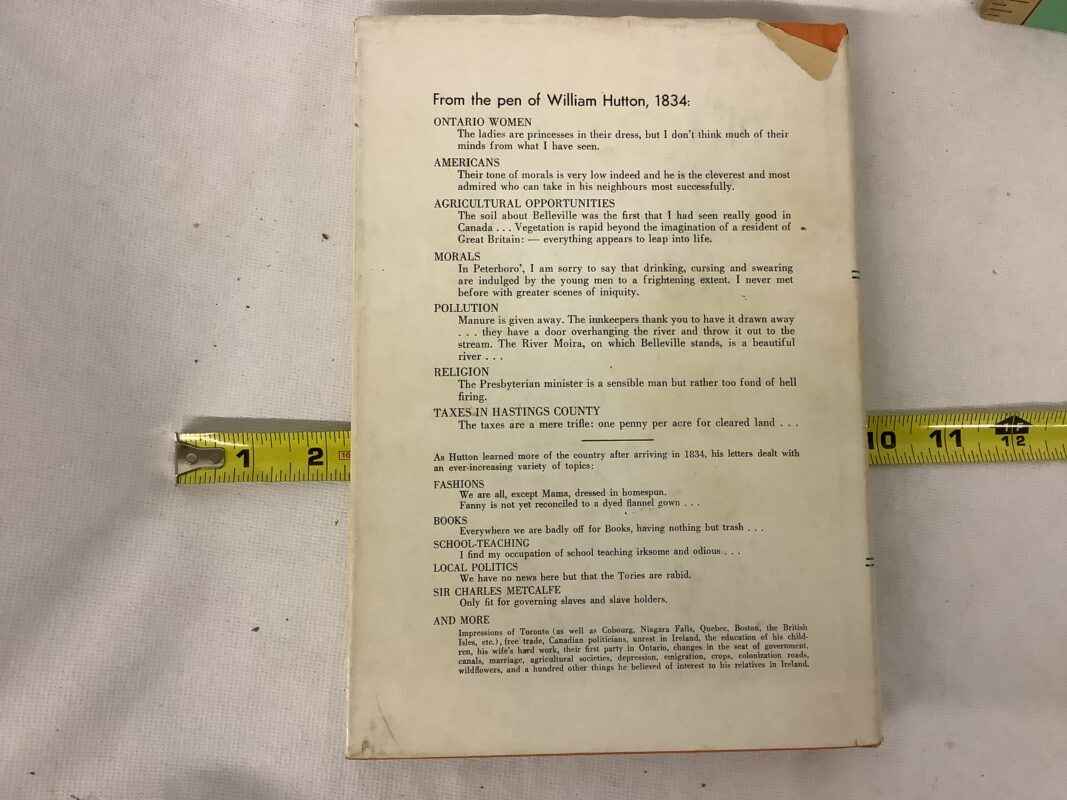 From the pen of William Hutton, 1834:
ONTARIO WOMEN
The ladies are princesses in their dress, but I don't think much of their
minds from what I have seen.
AMERICANS
Their tone of morals is very low indeed and he is the cleverest and most
admired who can take in his neighbours most successfully.
AGRICULTURAL OPPORTUNITIES
The soil about Belleville was the first that I had seen really good in
Canada . . . Vegetation is rapid beyond the imagination of a resident of
Great Britain: — everything appears to leap into life.
MORALS
In Peterboro', I am sorry to say that drinking, cursing and swearing
are indulged by the young men to a frightening extent. I never met
before with greater scenes of iniquity.
POLLUTION
Manure is given away. The innkeepers thank you to have it drawn away
. . . they have a door overhanging the river and throw it out to the
stream. The River Moira, on which Belleville stands, is a beautiful
river . . .
RELIGION
The Presbyterian minister is a sensible man but rather too fond of hell
firing.
TAXES IN HASTINGS COUNTY
The taxes are a mere trifle: one penny per acre for cleared land . . .
1 2 10 10 11 12
As Hutton learned more of the country after arriving in 1834, his letters dealt with
an ever-increasing variety of topics:
FASHIONS
We are all, except Mama, dressed in homespun.
Fanny is not yet reconciled to a dyed flannel gown . . .
BOOKS
Everywhere we are badly off for Books, having nothing but trash . . .
SCHOOL-TEACHING
I find my occupation of school teaching irksome and odious . . .
LOCAL POLITICS
We have no news here but that the Tories are rabid.
SIR CHARLES METCALFE
Only fit for governing slaves and slave holders.
AND MORE
Impressions of Toronto (as well as Cobourg, Niagara Falls, Quebec, Boston, the British
Isles, etc.), free trade, Canadian politicians, unrest in Ireland, the education of his child-
ren, his wife's hard work, their first party in Ontario, changes in the seat of government,
canals, marriage, agricultural societies, depression, emigration, crops, colonization roads,
wildflowers, and a hundred other things he believed of interest to his relatives in Ireland.